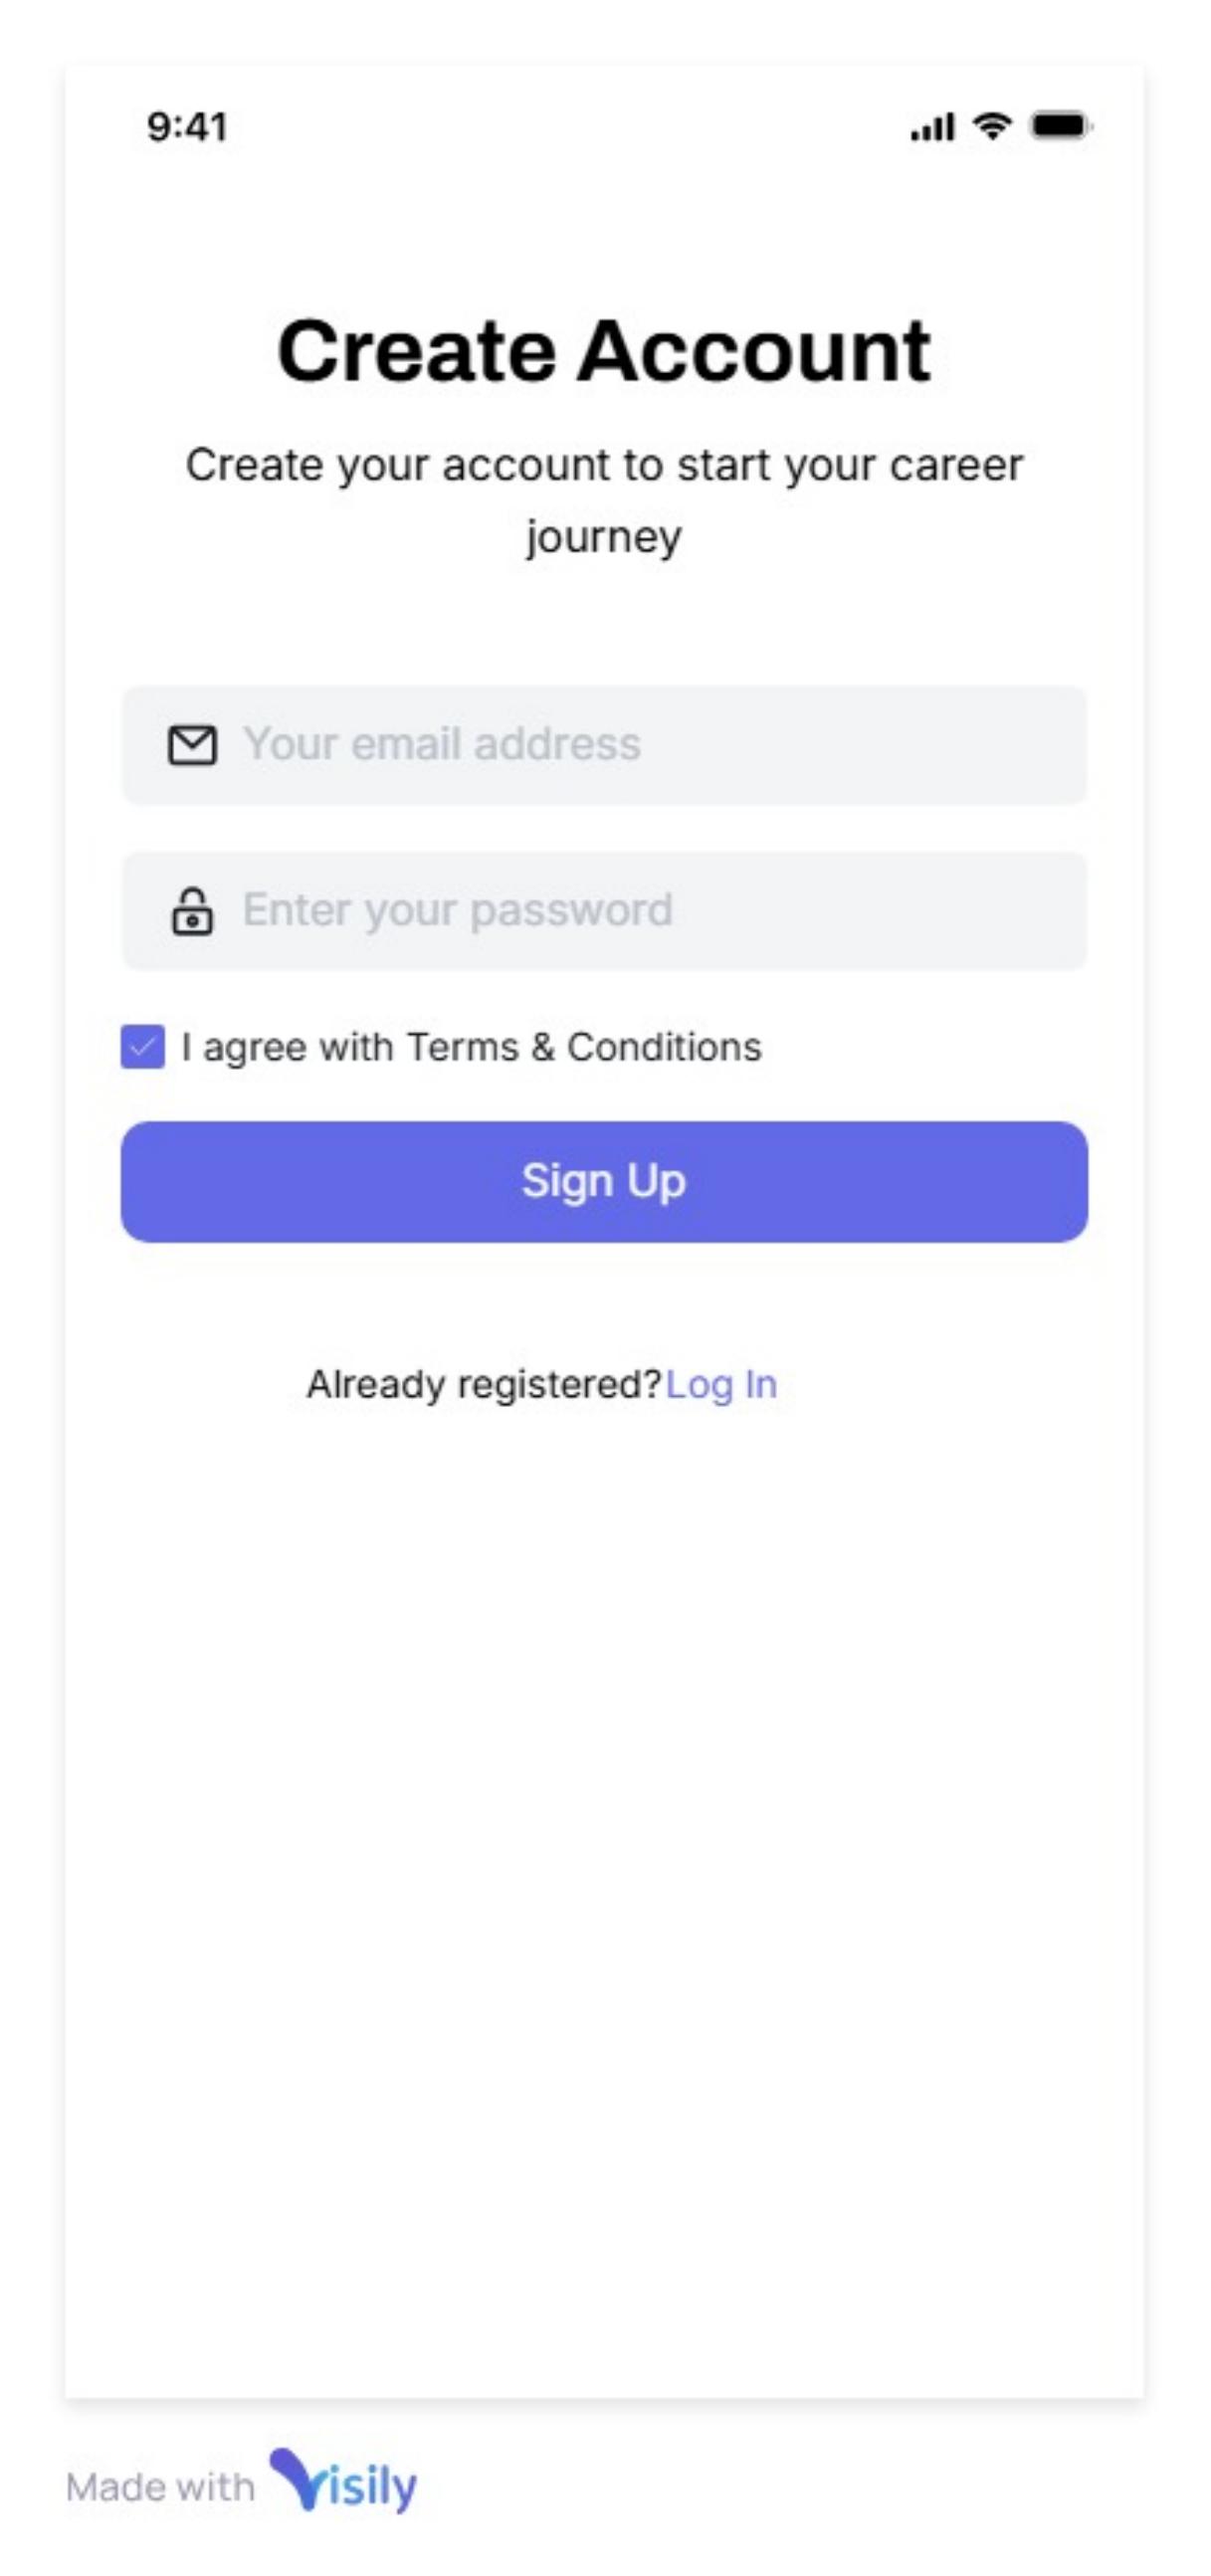 9:41
Create Account
Create your account to start your career
journey
Your email address
Enter your password
I agree with Terms & Conditions
Sign Up
Already registered? Log In
Made with Visily